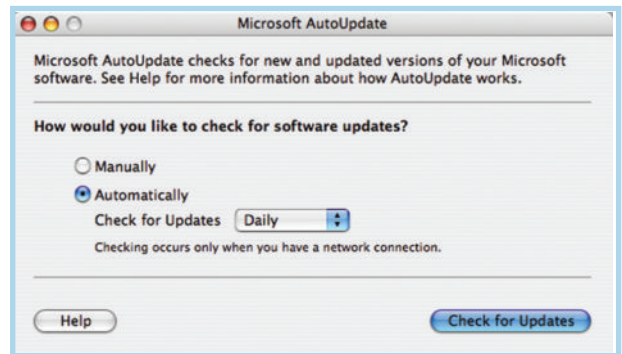 Microsoft AutoUpdate
Microsoft AutoUpdate checks for new and updated versions of your Microsoft
software. See Help for more information about how AutoUpdate works.
How would you like to check for software updates?
Manually
Automatically
Check for Updates Daily
Checking occurs only when you have a network connection.
Help Check for Updates